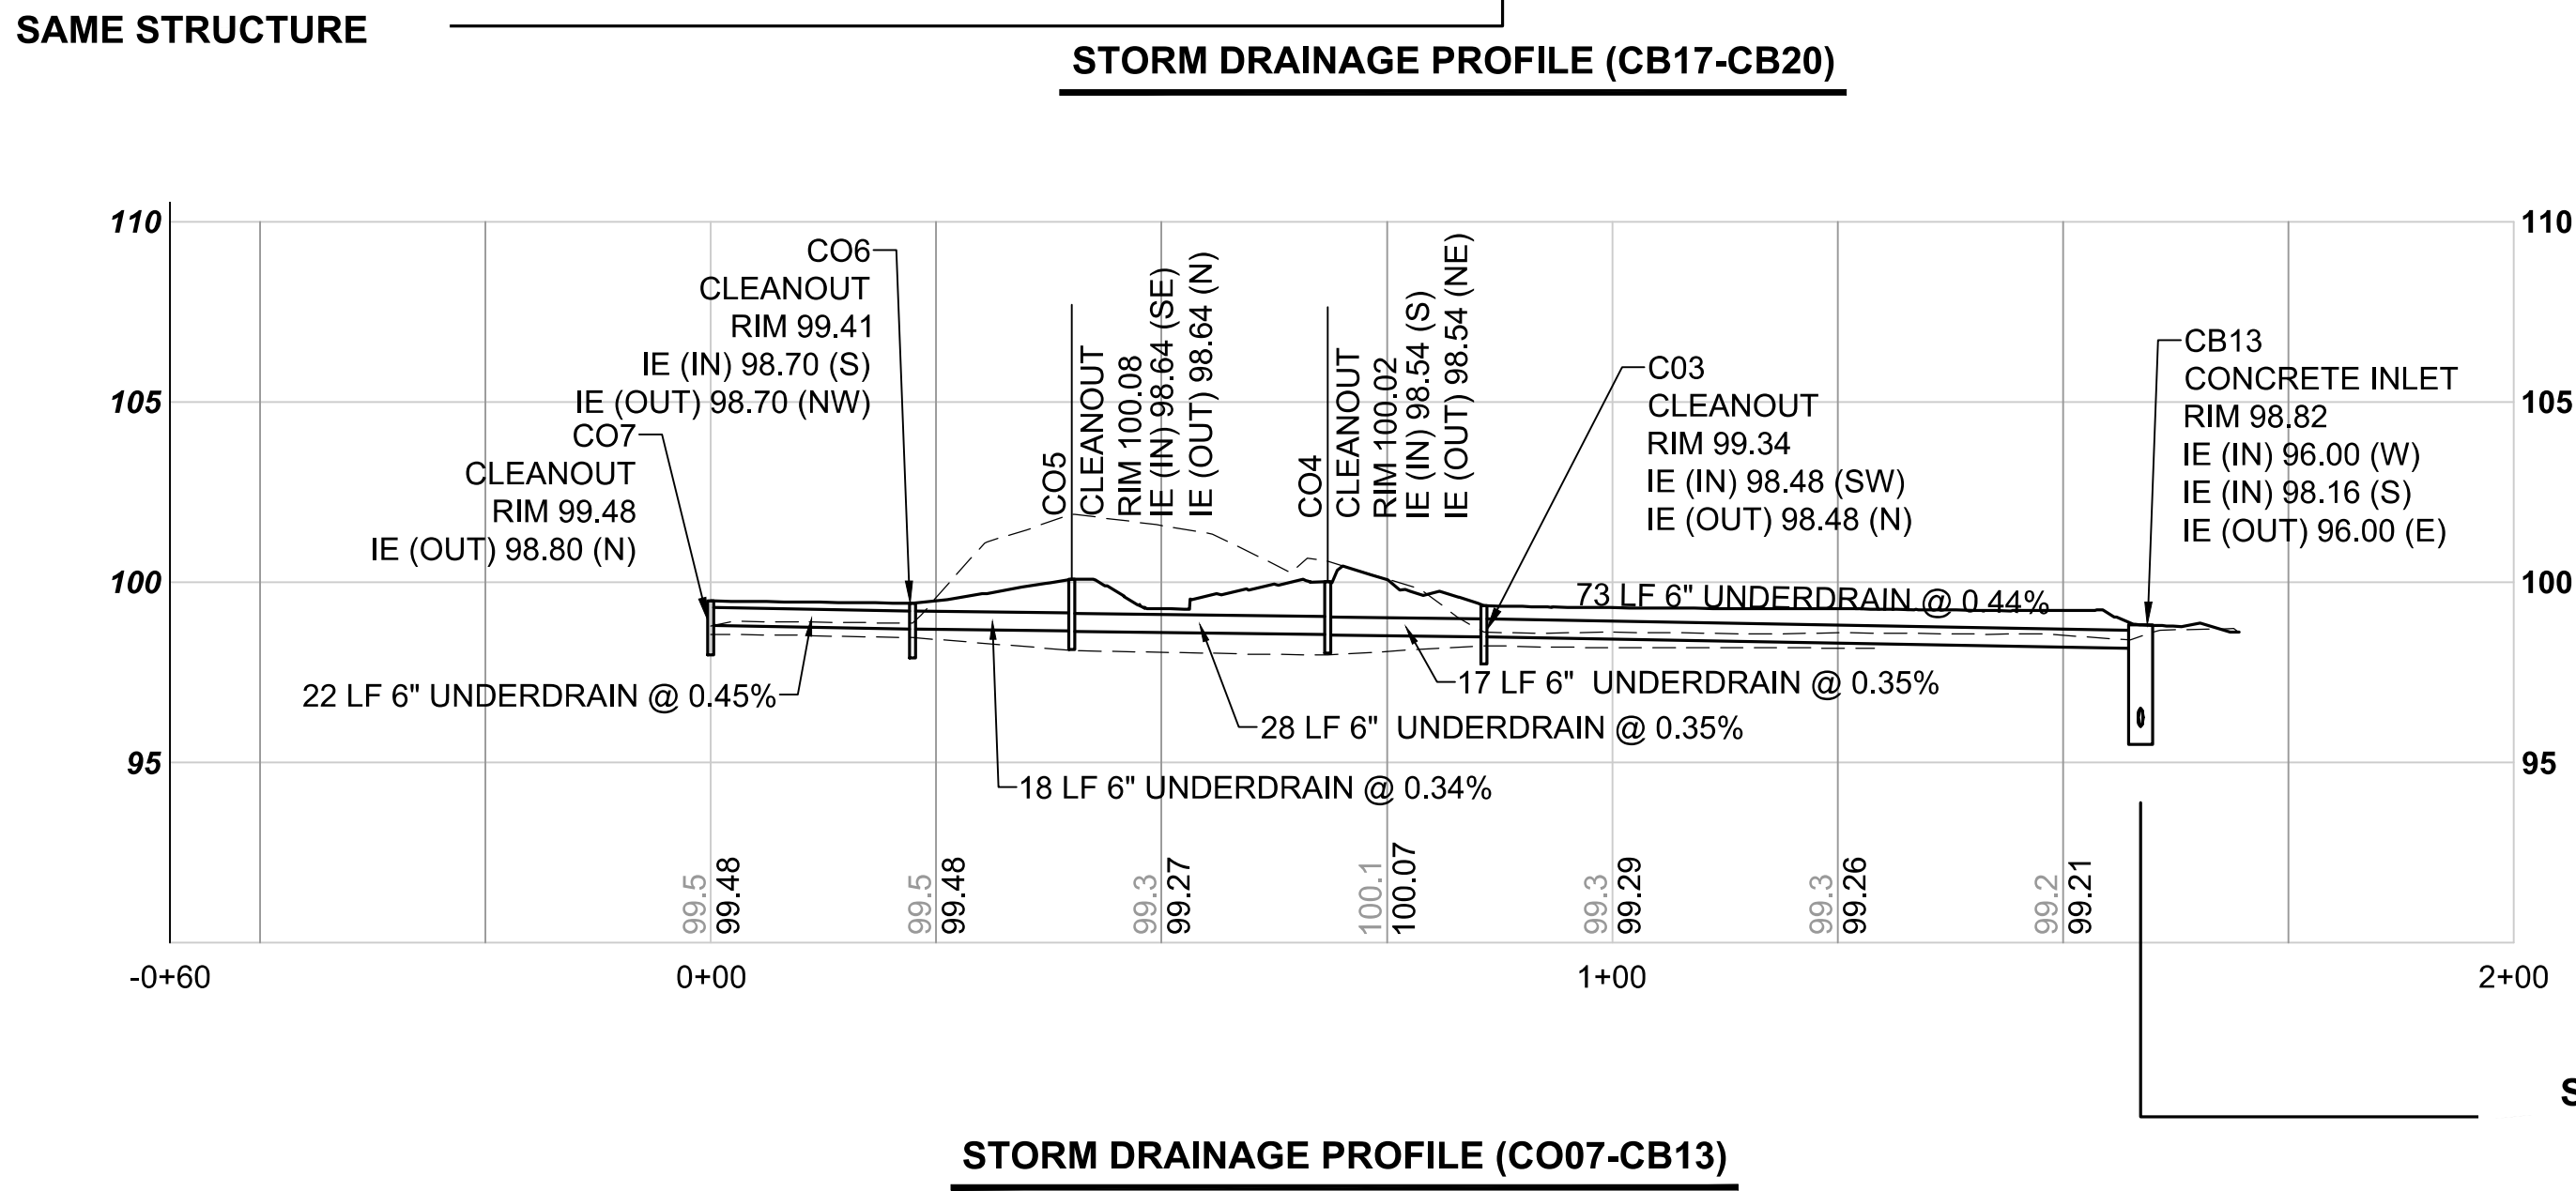 SAME STRUCTURE
STORM DRAINAGE PROFILE (CB17-CB20)
110
110
105
105
100
100
95
95
CO6
CLEANOUT
RIM 99.41
IE (IN) 98.70 (S)
IE (OUT) 98.70 (NW)
CO7
CLEANOUT
RIM 99.48
IE (OUT) 98.80 (N)
CO5
CLEANOUT
RIM 100.08
IE (IN) 98.64 (SE)
IE (OUT) 98.64 (N)
CO4
CLEANOUT
RIM 100.02
IE (IN) 98.54 (S)
IE (OUT) 98.54 (NE)
C03
CLEANOUT
RIM 99.34
IE (IN) 98.48 (SW)
IE (OUT) 98.48 (N)
CB13
CONCRETE INLET
RIM 98.82
IE (IN) 96.00 (W)
IE (IN) 98.16 (S)
IE (OUT) 96.00 (E)
73 LF 6" UNDERDRAIN @ 0.44%
22 LF 6" UNDERDRAIN @ 0.45%
17 LF 6" UNDERDRAIN @ 0.35%
28 LF 6" UNDERDRAIN @ 0.35%
18 LF 6" UNDERDRAIN @ 0.34%
99.5
99.48
99.5
99.48
99.3
99.27
100.1
100.07
99.3
99.29
99.3
99.26
99.2
99.21
-0+60
0+00
1+00
2+00
S
STORM DRAINAGE PROFILE (CO07-CB13)